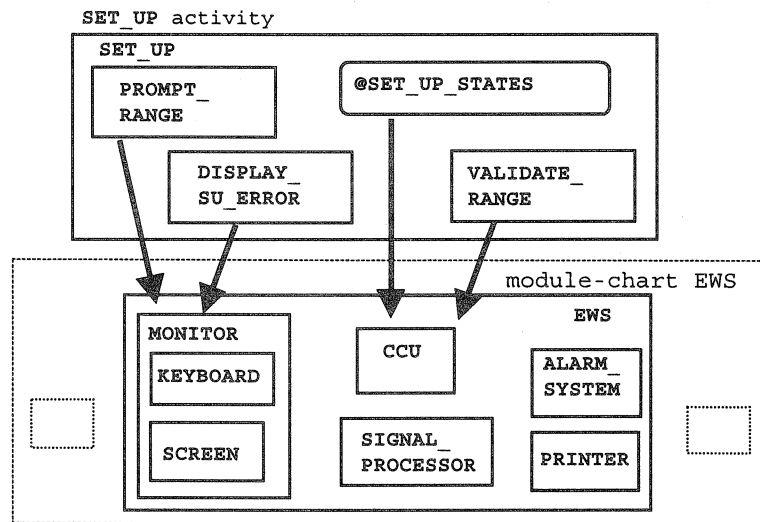 SET_UP activity
SET_UP
PROMPT_
RANGE
@SET_UP_STATES
DISPLAY_
SU_ERROR
VALIDATE_
RANGE
module-chart EWS
EWS
MONITOR
KEYBOARD
SCREEN
CCU
SIGNAL_
PROCESSOR
ALARM_
SYSTEM
PRINTER